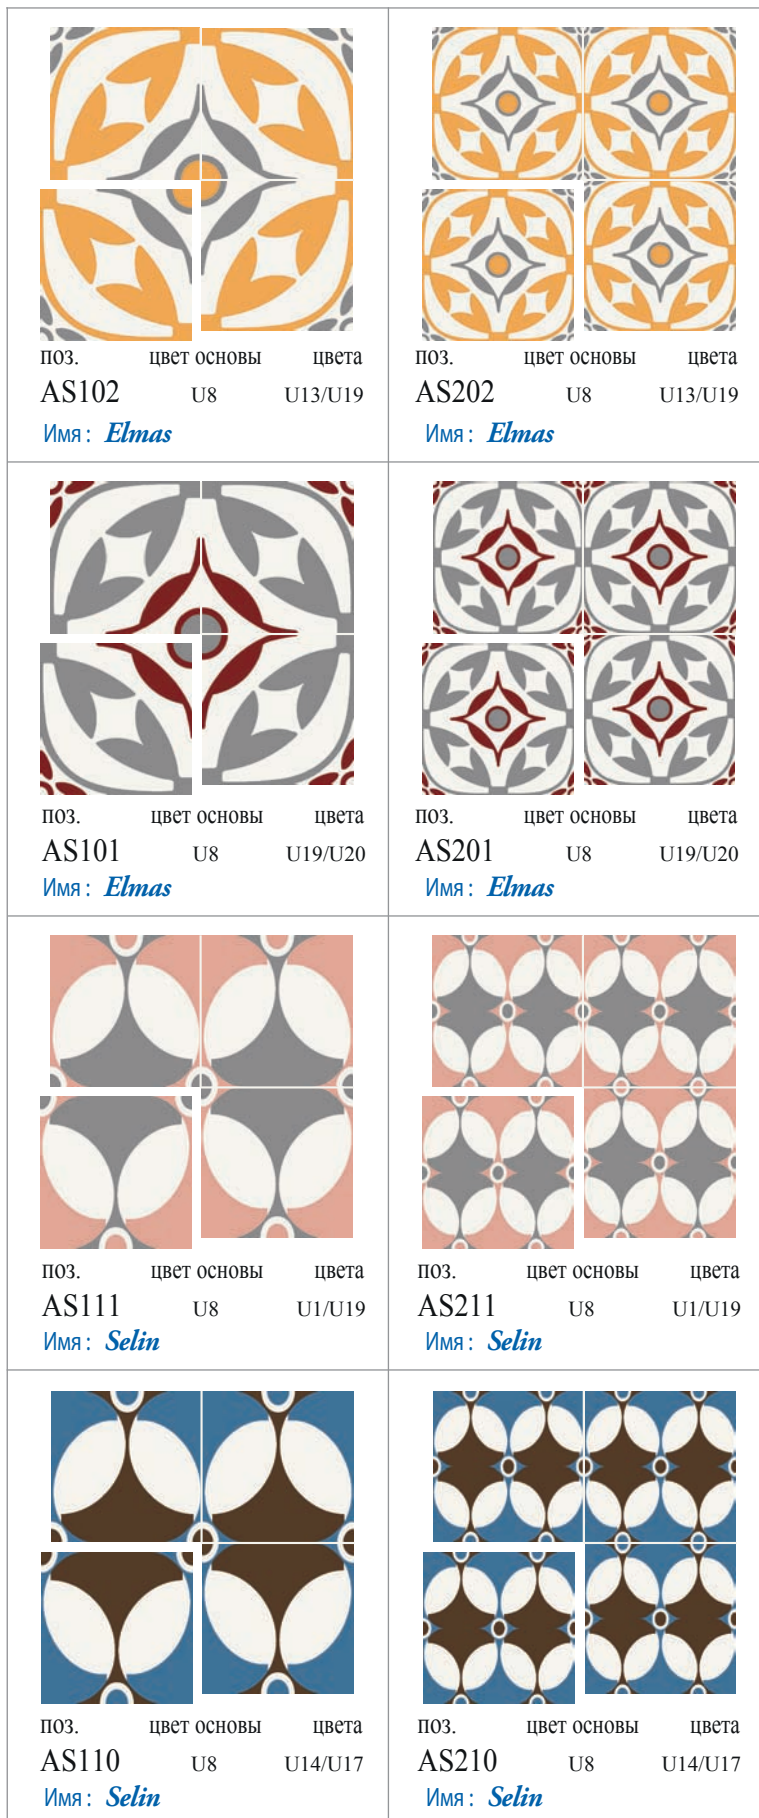 поз. цвет основы цвета
AS102 U8 U13/U19
Имя : Elmas
поз. цвет основы цвета
AS202 U8 U13/U19
Имя : Elmas
поз. цвет основы цвета
AS101 U8 U19/U20
Имя : Elmas
поз. цвет основы цвета
AS201 U8 U19/U20
Имя : Elmas
поз. цвет основы цвета
AS111 U8 U1/U19
Имя : Selin
поз. цвет основы цвета
AS211 U8 U1/U19
Имя : Selin
поз. цвет основы цвета
AS110 U8 U14/U17
Имя : Selin
поз. цвет основы цвета
AS210 U8 U14/U17
Имя : Selin